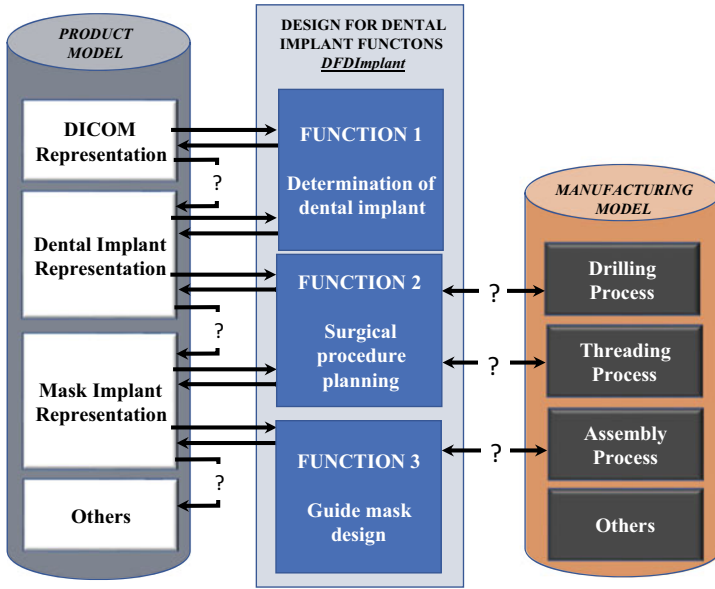 PRODUCT
MODEL
DICOM
Representation
?
Dental Implant
Representation
?
Mask Implant
Representation
?
Others
DESIGN FOR DENTAL
IMPLANT FUNCTONS
DFDImplant
FUNCTION 1
Determination of
dental implant
FUNCTION 2
Surgical
procedure
planning
FUNCTION 3
Guide mask
design
?
?
?
MANUFACTURING
MODEL
Drilling
Process
Threading
Process
Assembly
Process
Others